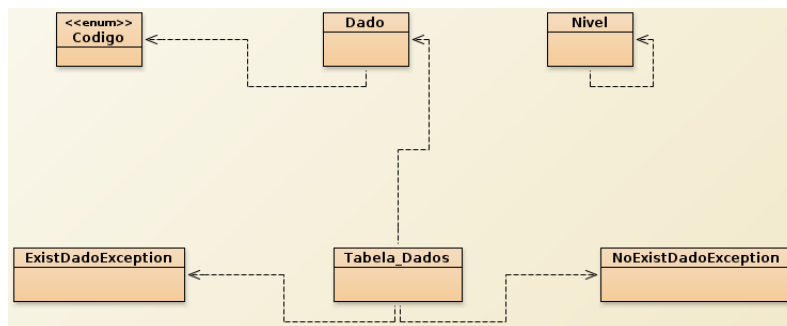 <<enum>>
Codigo
Dado
Nivel
ExistDadoException
Tabela_Dados
NoExistDadoException